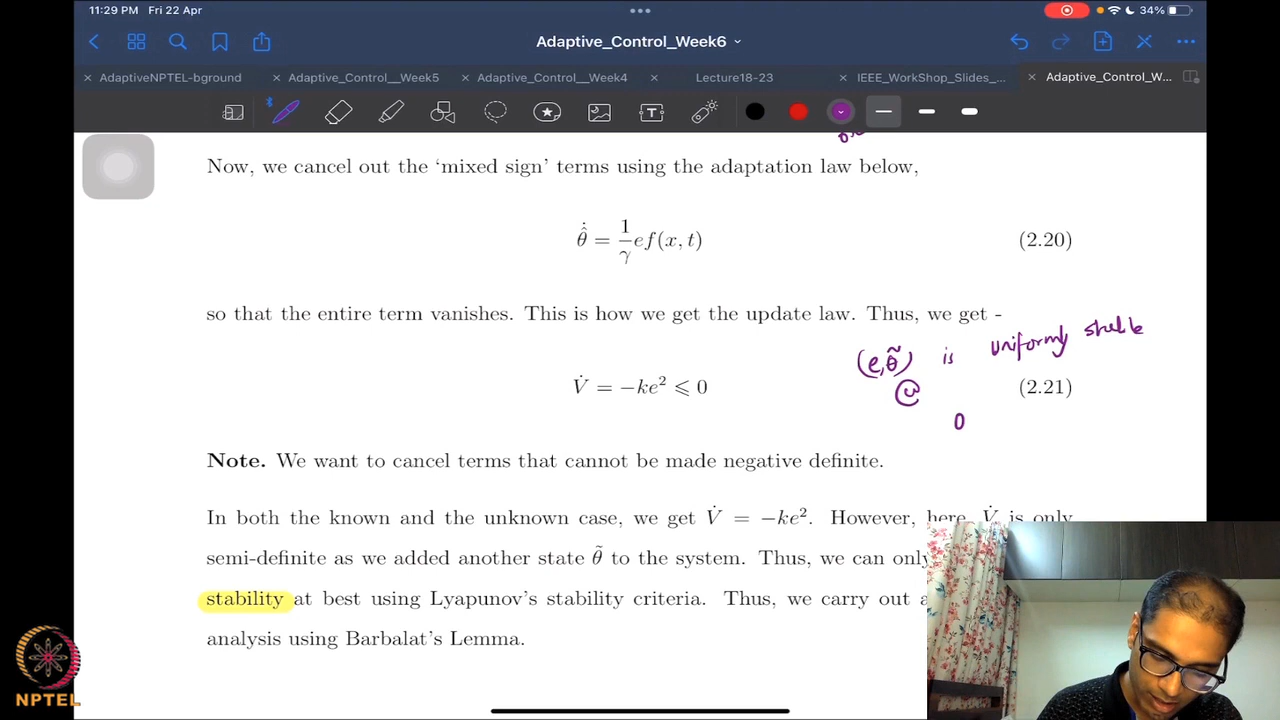 11:29 PM Fri 22 Apr
34%
Adaptive_Control_Week6
AdaptiveNPTEL-bground
Adaptive_Control__Week5
Adaptive_Control__Week4
Lecture18-23
IEEE_WorkShop_Slides_...
Adaptive_Control_W...
Now, we cancel out the ‘mixed sign’ terms using the adaptation law below,
\dot{\hat{θ}} = \frac{1}{γ} ef(x, t) (2.20)
so that the entire term vanishes. This is how we get the update law. Thus, we get -
(e, θ̃) is uniformly stable
@ 0
V̇ = −ke² ⩽ 0 (2.21)
Note. We want to cancel terms that cannot be made negative definite.
In both the known and the unknown case, we get V̇ = −ke². However, here, V̇ is only
semi-definite as we added another state θ̃ to the system. Thus, we can only
stability at best using Lyapunov's stability criteria. Thus, we carry out
analysis using Barbalat's Lemma.
NPTEL